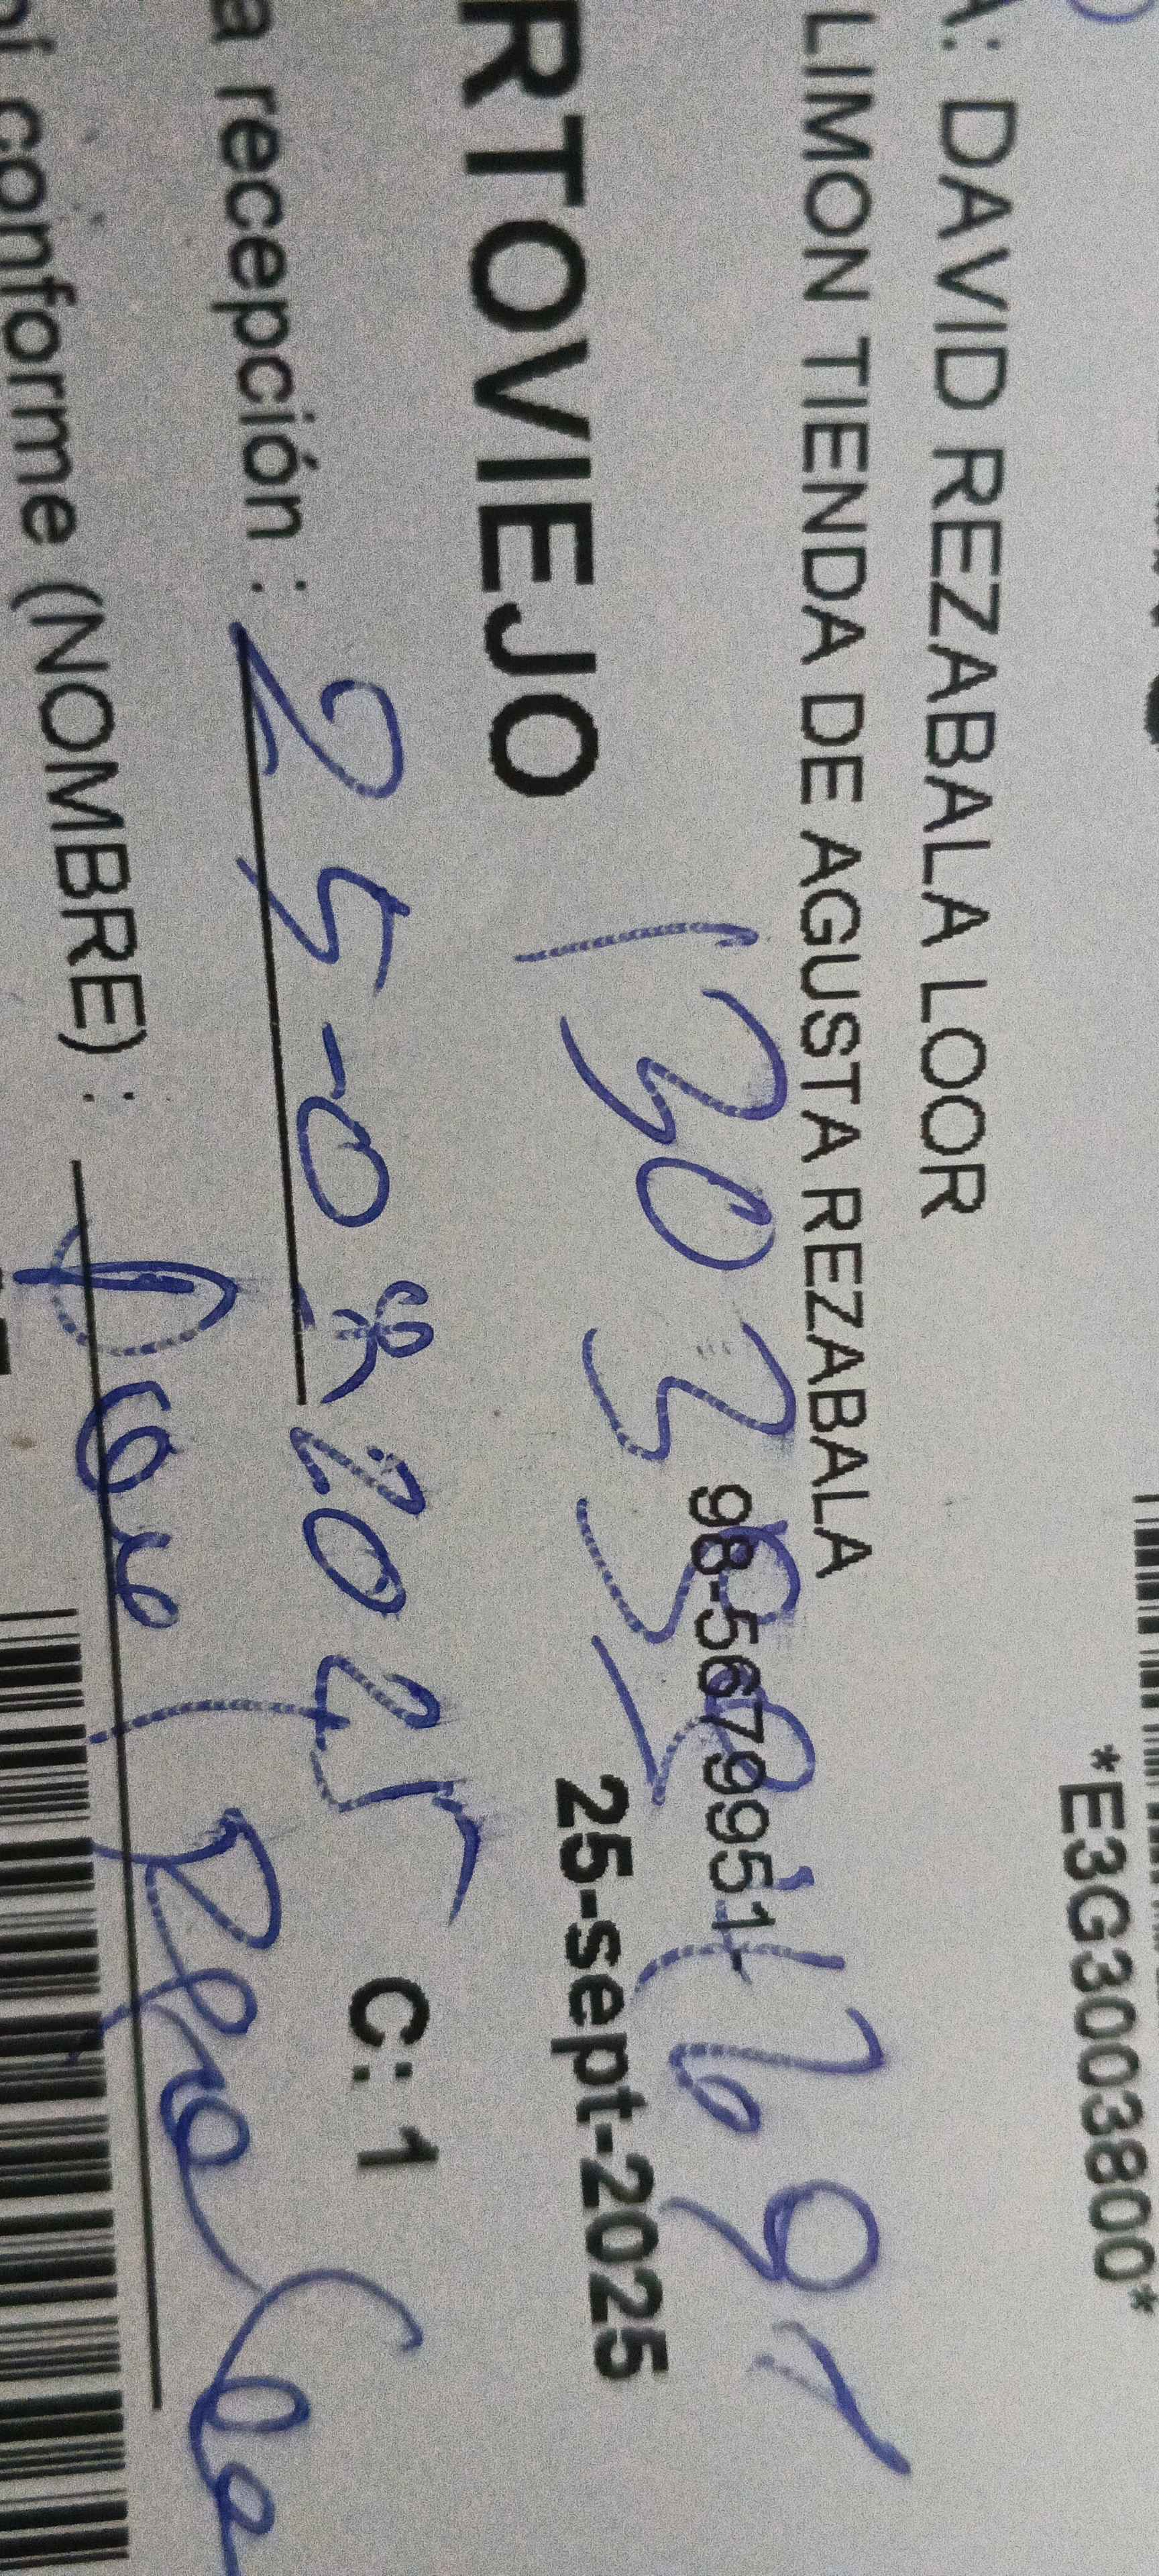 *E3G3003800*
A: DAVID REZABALA LOOR
LIMON TIENDA DE AGUSTA REZABALA
98-5679951-
RTOVIEJO
25-sept-2025
a recepción : 25-08-2025
C: 1
í conforme (NOMBRE) :